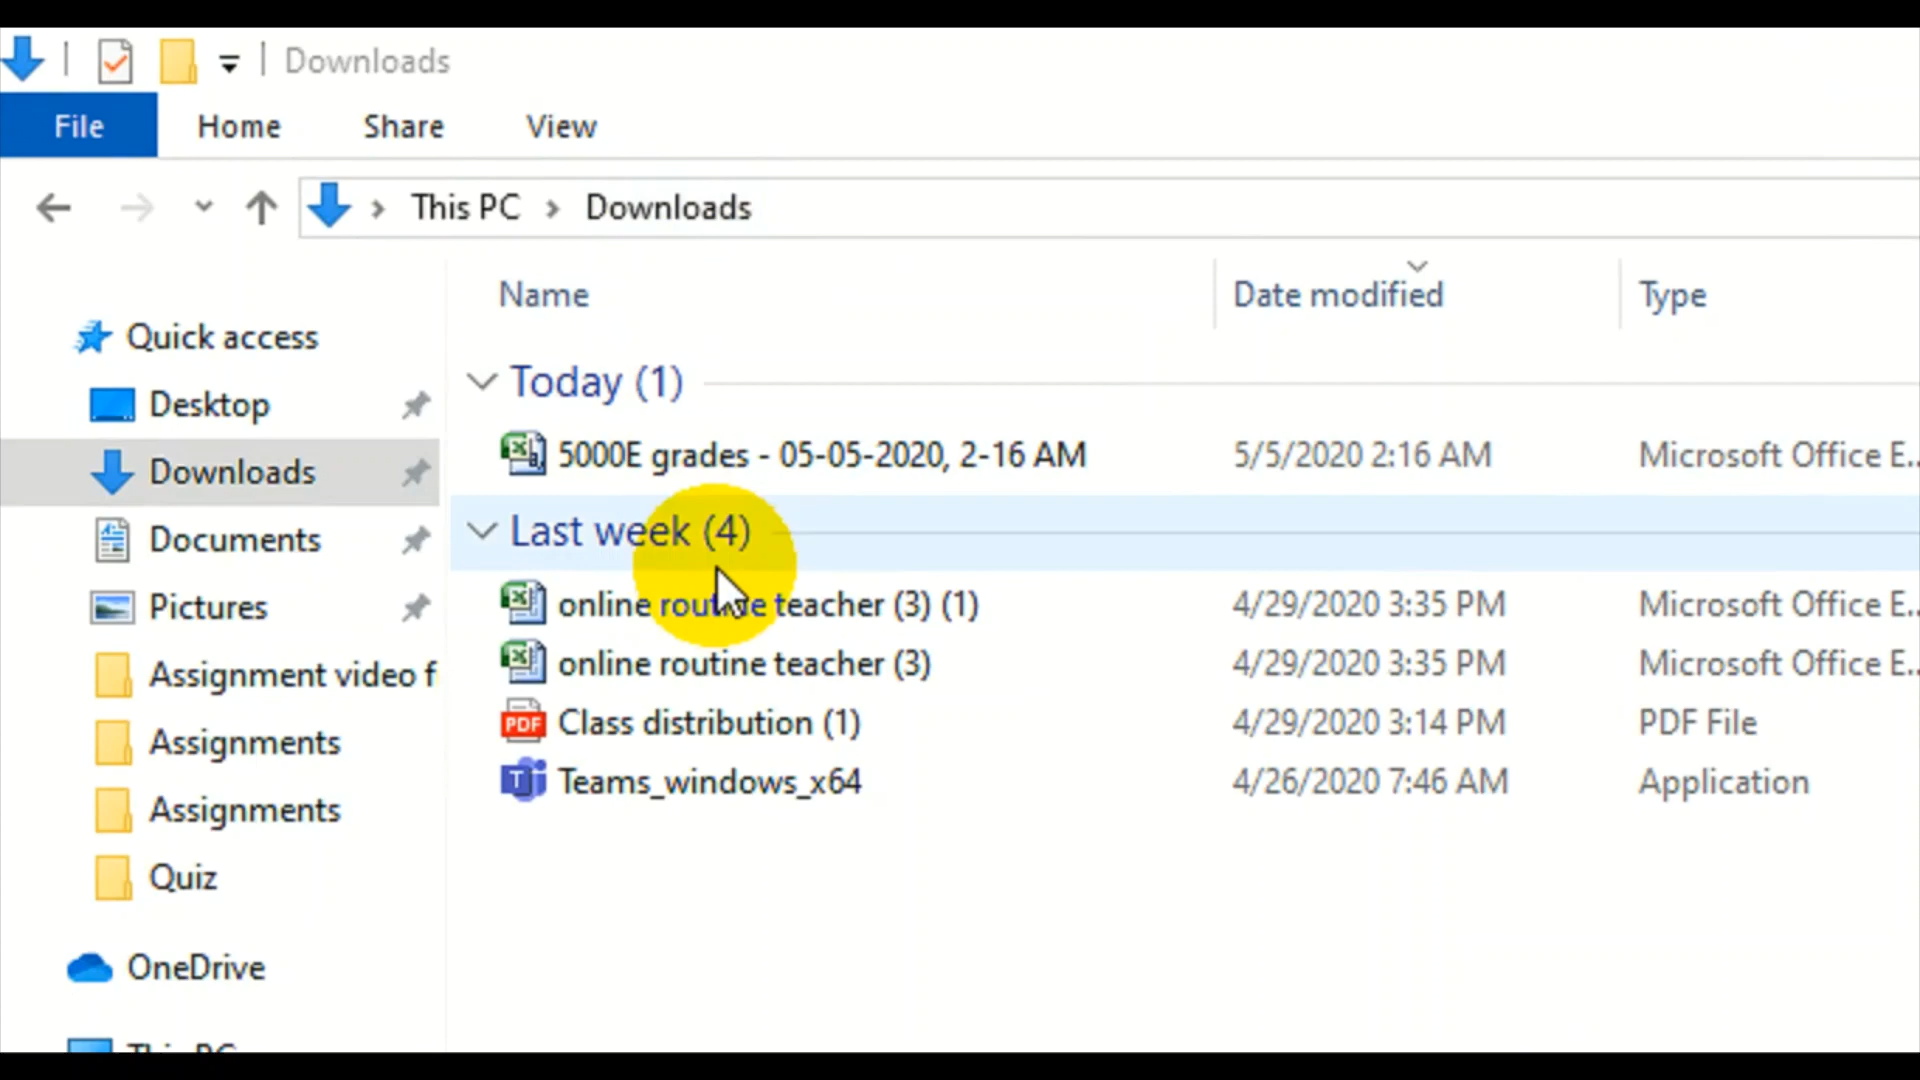 Downloads
File Home Share View
This PC Downloads
Name Date modified Type
Quick access
Desktop
Downloads
Documents
Pictures
Assignment video f
Assignments
Assignments
Quiz
OneDrive
This PC
Today (1)
5000E grades - 05-05-2020, 2-16 AM 5/5/2020 2:16 AM Microsoft Office E..
Last week (4)
online routine teacher (3) (1) 4/29/2020 3:35 PM Microsoft Office E..
online routine teacher (3) 4/29/2020 3:35 PM Microsoft Office E..
PDF Class distribution (1) 4/29/2020 3:14 PM PDF File
T Teams_windows_x64 4/26/2020 7:46 AM Application